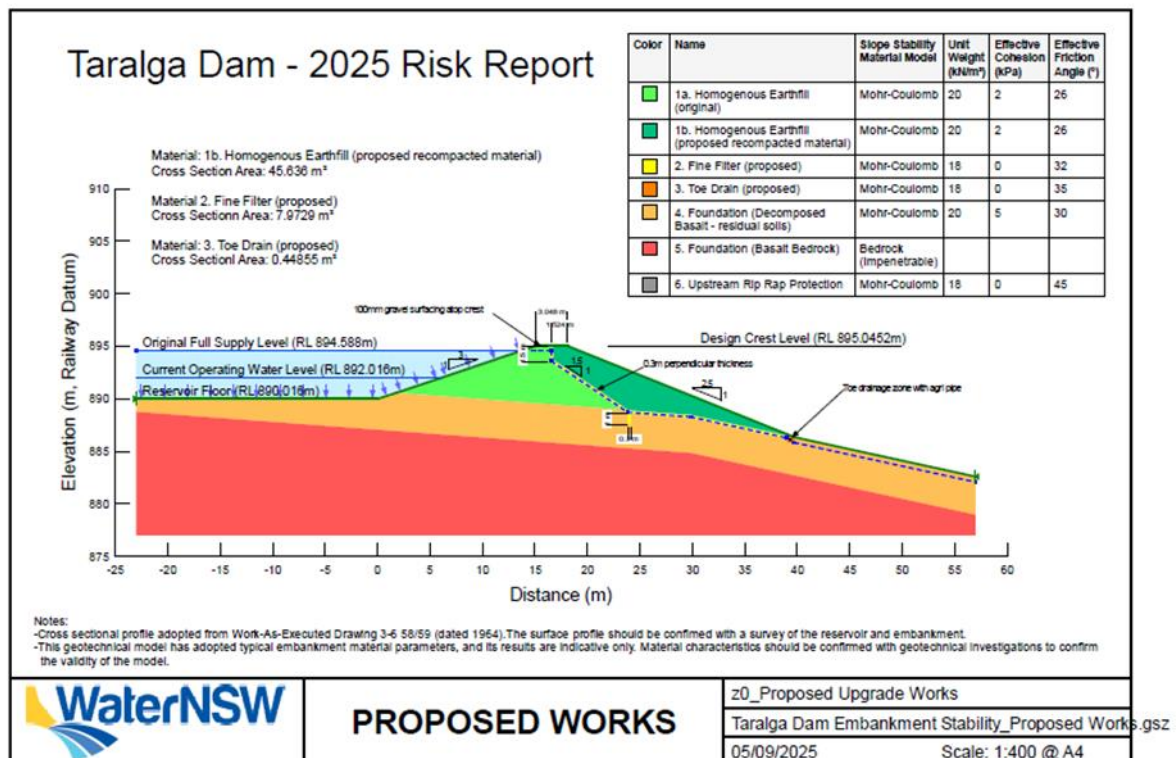 Taralga Dam - 2025 Risk Report
Color Name Slope Stability Material Model Unit Weight (kN/m³) Effective Cohesion (kPa) Effective Friction Angle (°)
1a. Homogenous Earthfill (original) Mohr-Coulomb 20 2 26
1b. Homogenous Earthfill (proposed recompacted material) Mohr-Coulomb 20 2 26
2. Fine Filter (proposed) Mohr-Coulomb 18 0 32
3. Toe Drain (proposed) Mohr-Coulomb 18 0 35
4. Foundation (Decomposed Basalt - residual soils) Mohr-Coulomb 20 5 30
5. Foundation (Basalt Bedrock) Bedrock (Impenetrable)
6. Upstream Rip Rap Protection Mohr-Coulomb 18 0 45
Material: 1b. Homogenous Earthfill (proposed recompacted material)
Cross Section Area: 45.636 m²
Material 2. Fine Filter (proposed)
Cross Sectionn Area: 7.9729 m²
Material: 3. Toe Drain (proposed)
Cross Sectionl Area: 0.44855 m²
Elevation (m, Railway Datum)
910
905
900
895
890
885
880
875
100mm gravel surfacing atop crest
3.048 m
1.524 m
Original Full Supply Level (RL 894.588m)
Design Crest Level (RL 895.0452m)
Current Operating Water Level (RL 892.016m)
Reservoir Floor (RL 890.016m)
3
1
1.5
1
0.3m perpendicular thickness
2.5
1
Toe drainage zone with agri pipe
-25 -20 -15 -10 -5 0 5 10 15 20 25 30 35 40 45 50 55 60
Distance (m)
Notes:
-Cross sectional profile adopted from Work-As-Executed Drawing 3-6 58/59 (dated 1964).The surface profile should be confimed with a survey of the reservoir and embankment.
-This geotechnical model has adopted typical embankment material parameters, and its results are indicative only. Material characteristics should be confirmed with geotechnical investigations to confirm
the validity of the model.
WaterNSW
PROPOSED WORKS
z0_Proposed Upgrade Works
Taralga Dam Embankment Stability_Proposed Works.gsz
05/09/2025 Scale: 1:400 @ A4